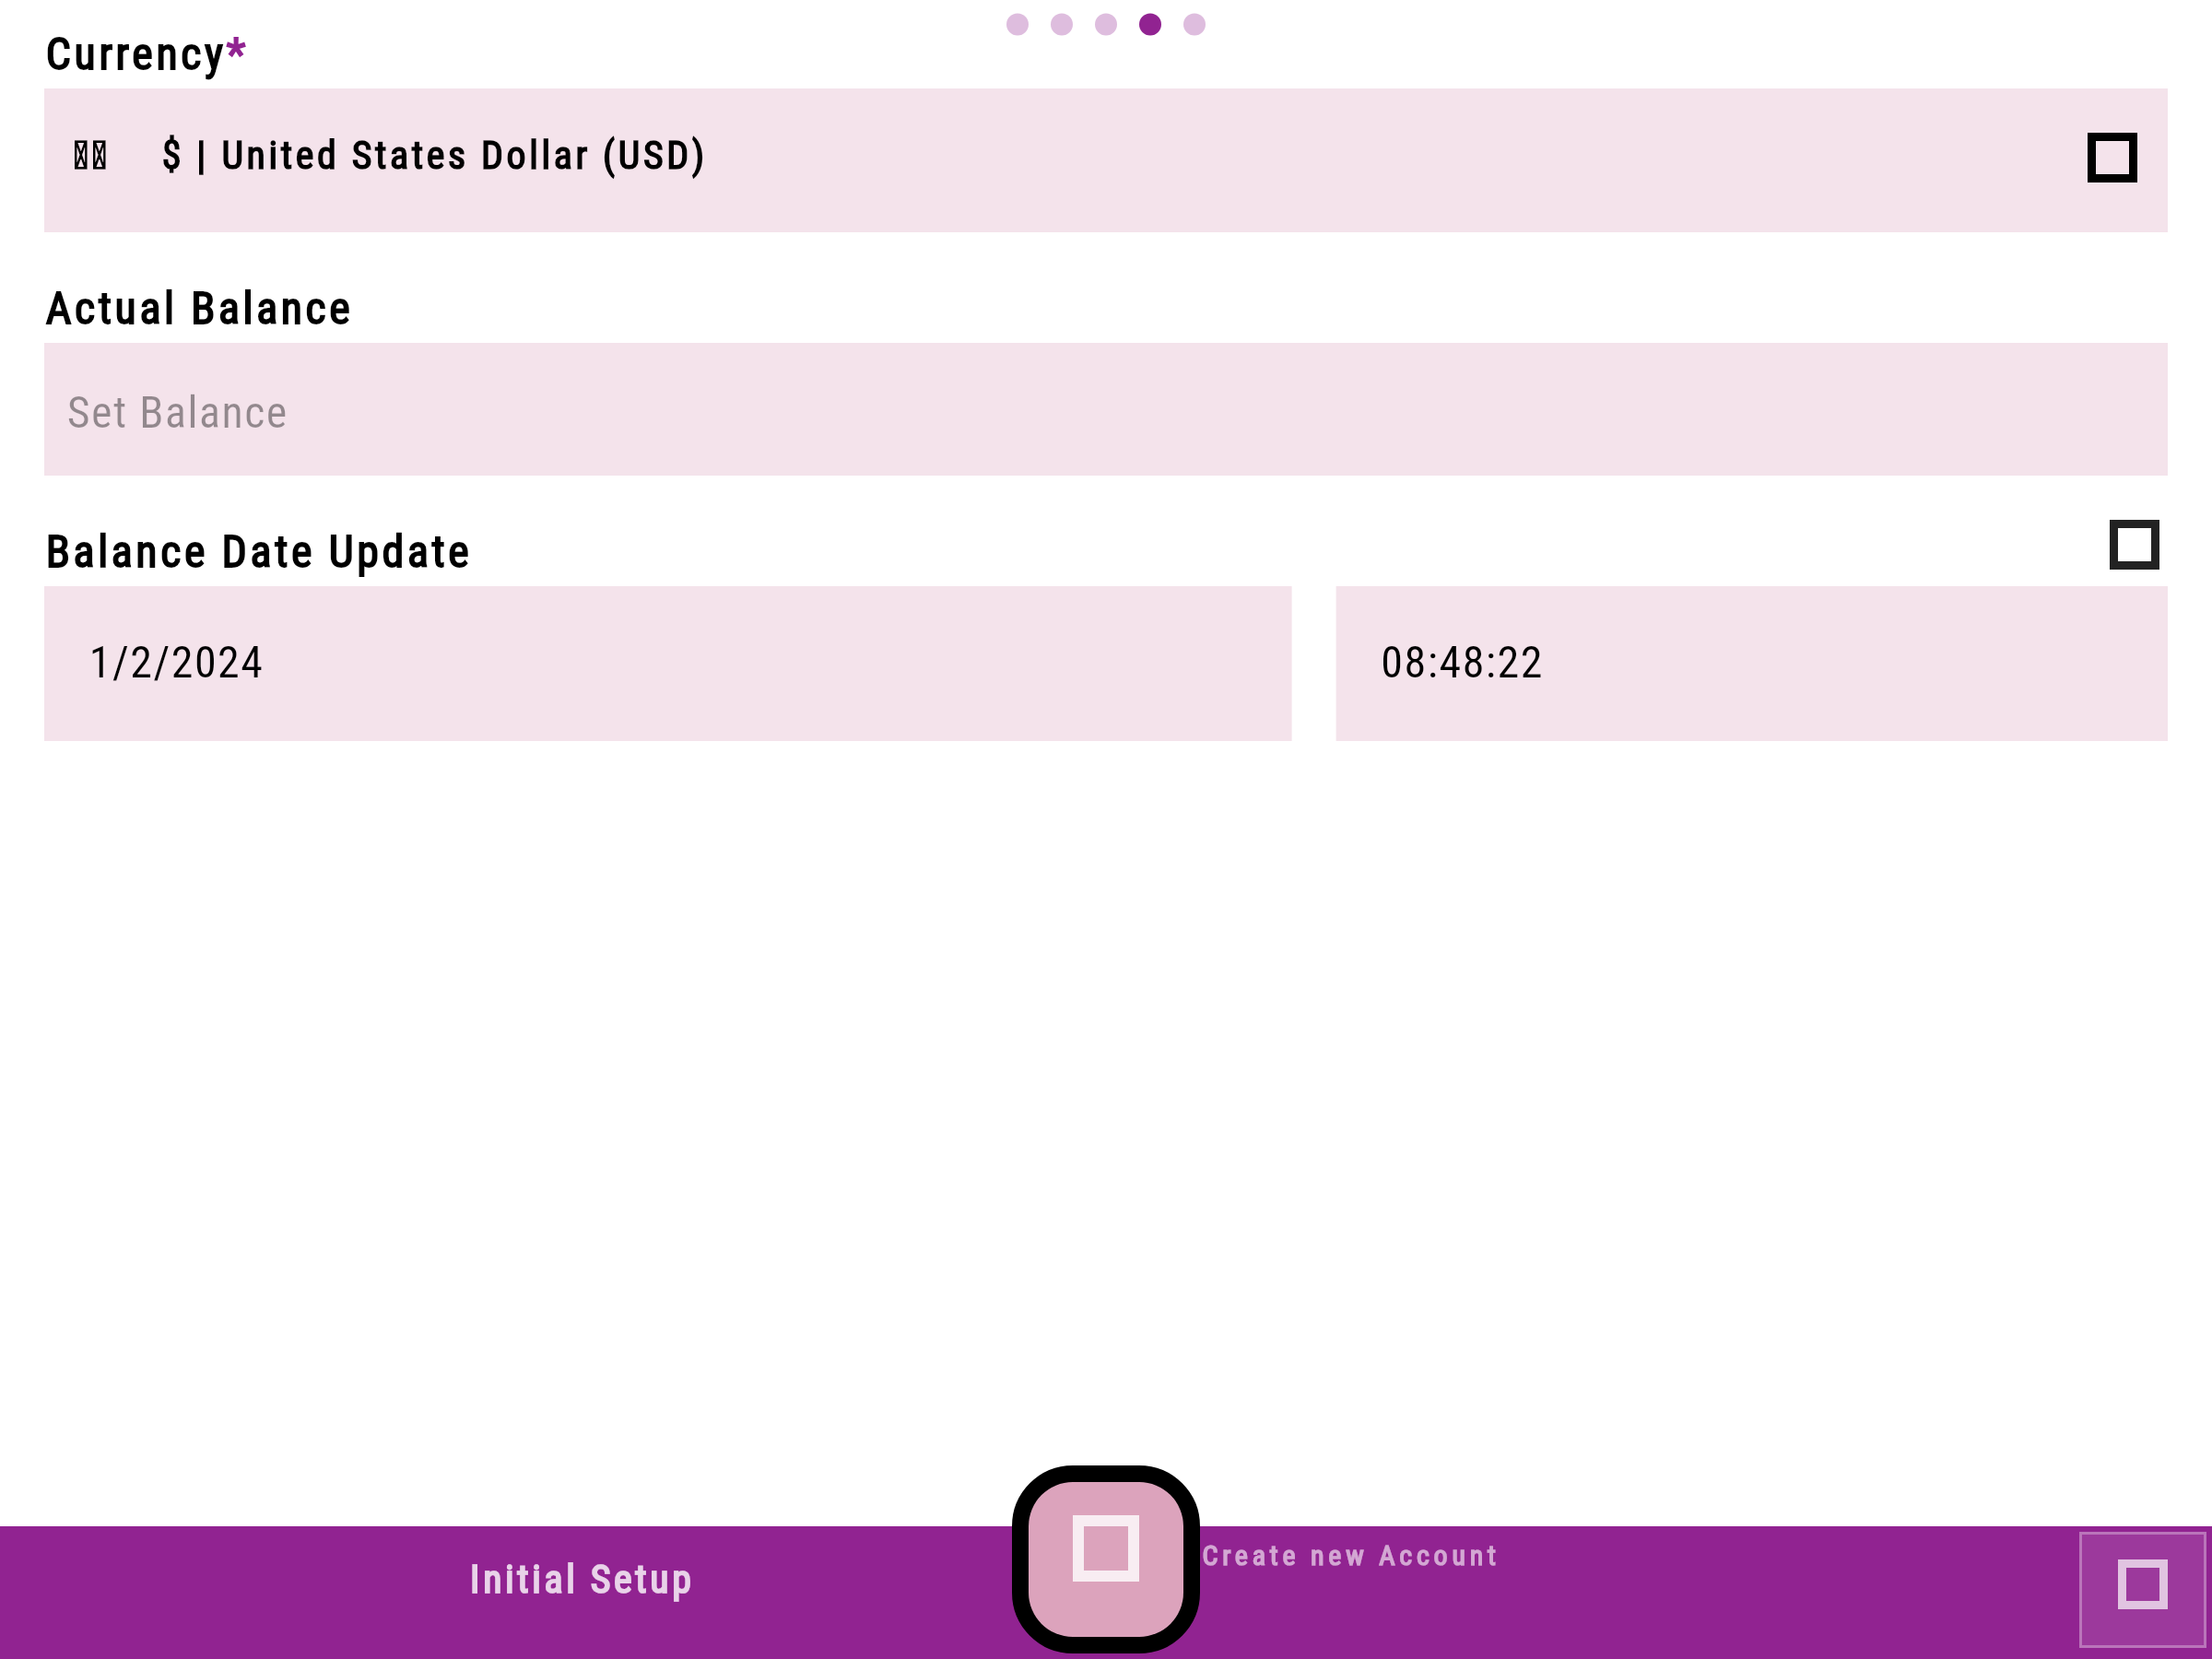 Currency*
$ | United States Dollar (USD)
Actual Balance
Set Balance
Balance Date Update
1/2/2024
08:48:22
Initial Setup
Create new Account